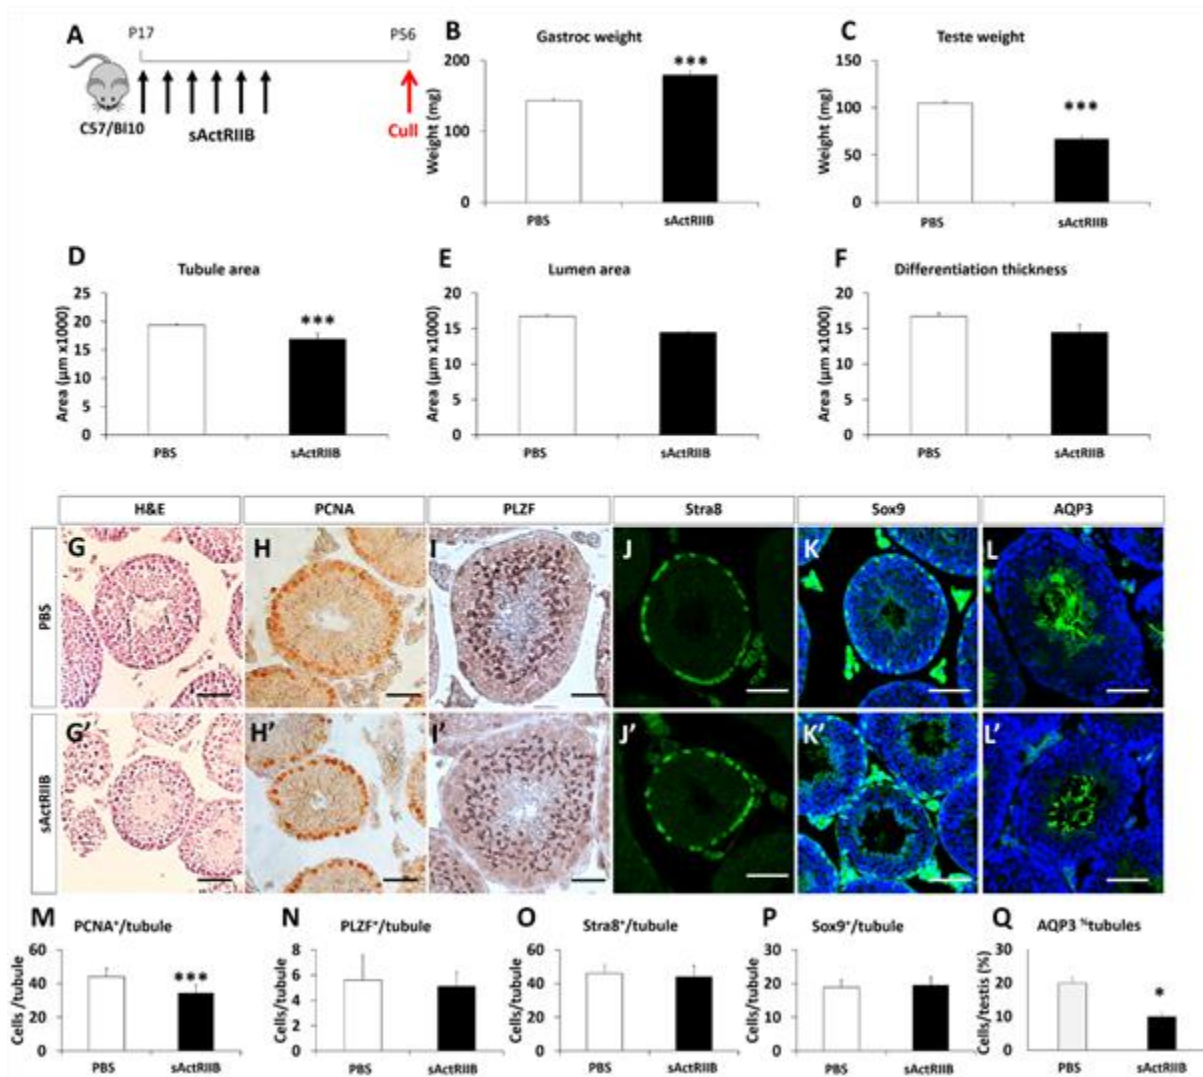 A
P17
P56
C57/Bl10
sActRIIB
Cull
B
Gastroc weight
Weight (mg)
200
100
0
***
PBS
sActRIIB
C
Teste weight
Weight (mg)
150
100
50
0
***
PBS
sActRIIB
D
Tubule area
Area (µm x1000)
25
20
15
10
5
0
***
PBS
sActRIIB
E
Lumen area
Area (µm x1000)
20
15
10
5
0
PBS
sActRIIB
F
Differentiation thickness
Area (µm x1000)
20
15
10
5
0
PBS
sActRIIB
H&E
PCNA
PLZF
Stra8
Sox9
AQP3
PBS
G
H
I
J
K
L
sActRIIB
G'
H'
I'
J'
K'
L'
M
PCNA⁺/tubule
Cells /tubule
60
40
20
0
***
PBS
sActRIIB
N
PLZF⁺/tubule
Cells/tubule
8
6
4
2
0
PBS
sActRIIB
O
Stra8⁺/tubule
Cells/tubule
60
40
20
0
PBS
sActRIIB
P
Sox9⁺/tubule
Cells/tubule
30
20
10
0
PBS
sActRIIB
Q
AQP3 %tubules
Cells/testis (%)
30
20
10
0
*
PBS
sActRIIB